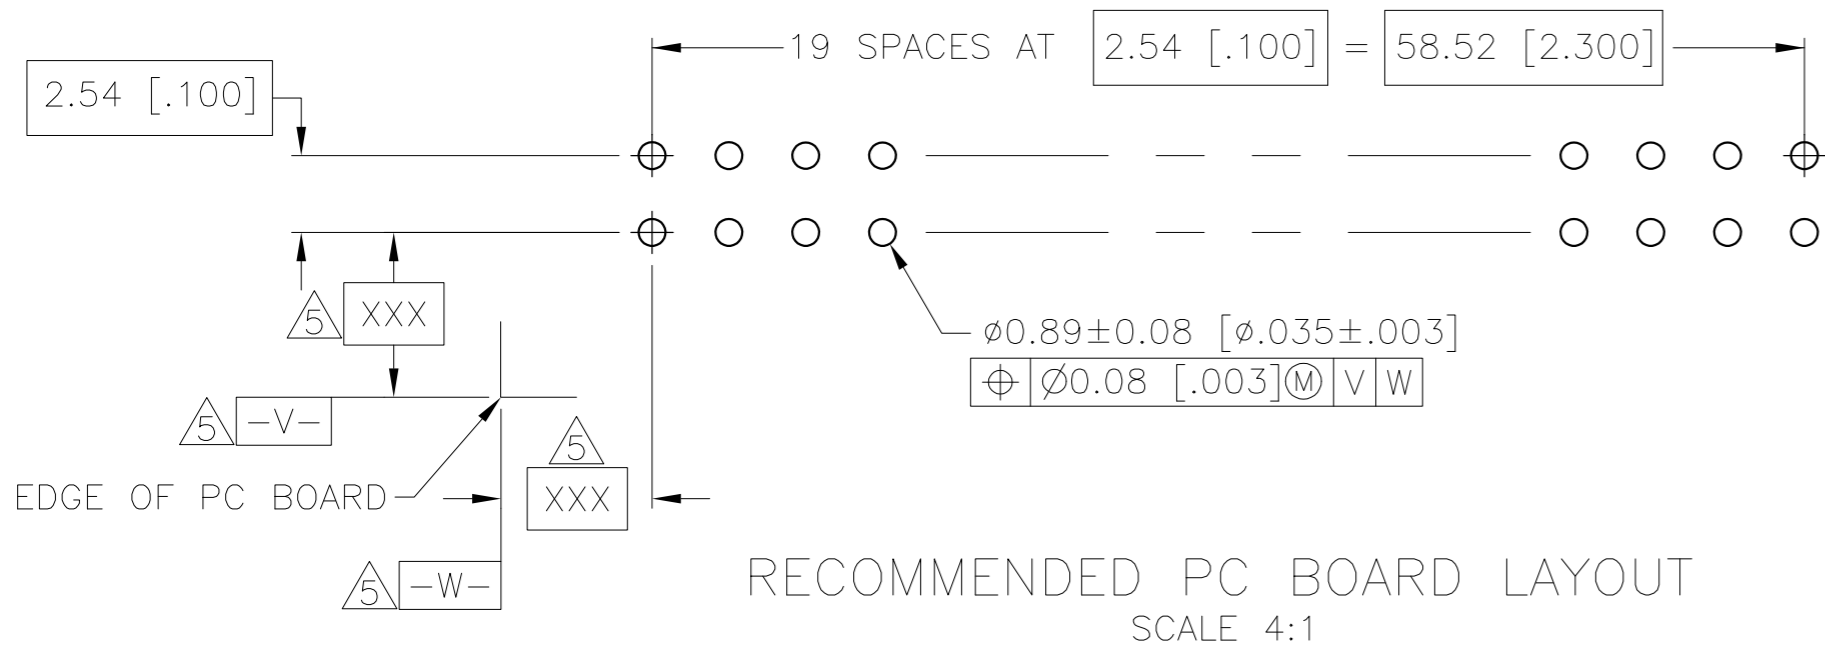 19 SPACES AT 2.54 [.100] = 58.52 [2.300]
2.54 [.100]
5 XXX
⌀0.89±0.08 [⌀.035±.003]
⌖ ⌀0.08 [.003]Ⓜ V W
5 -V-
5
EDGE OF PC BOARD
XXX
5 -W-
RECOMMENDED PC BOARD LAYOUT
SCALE 4:1